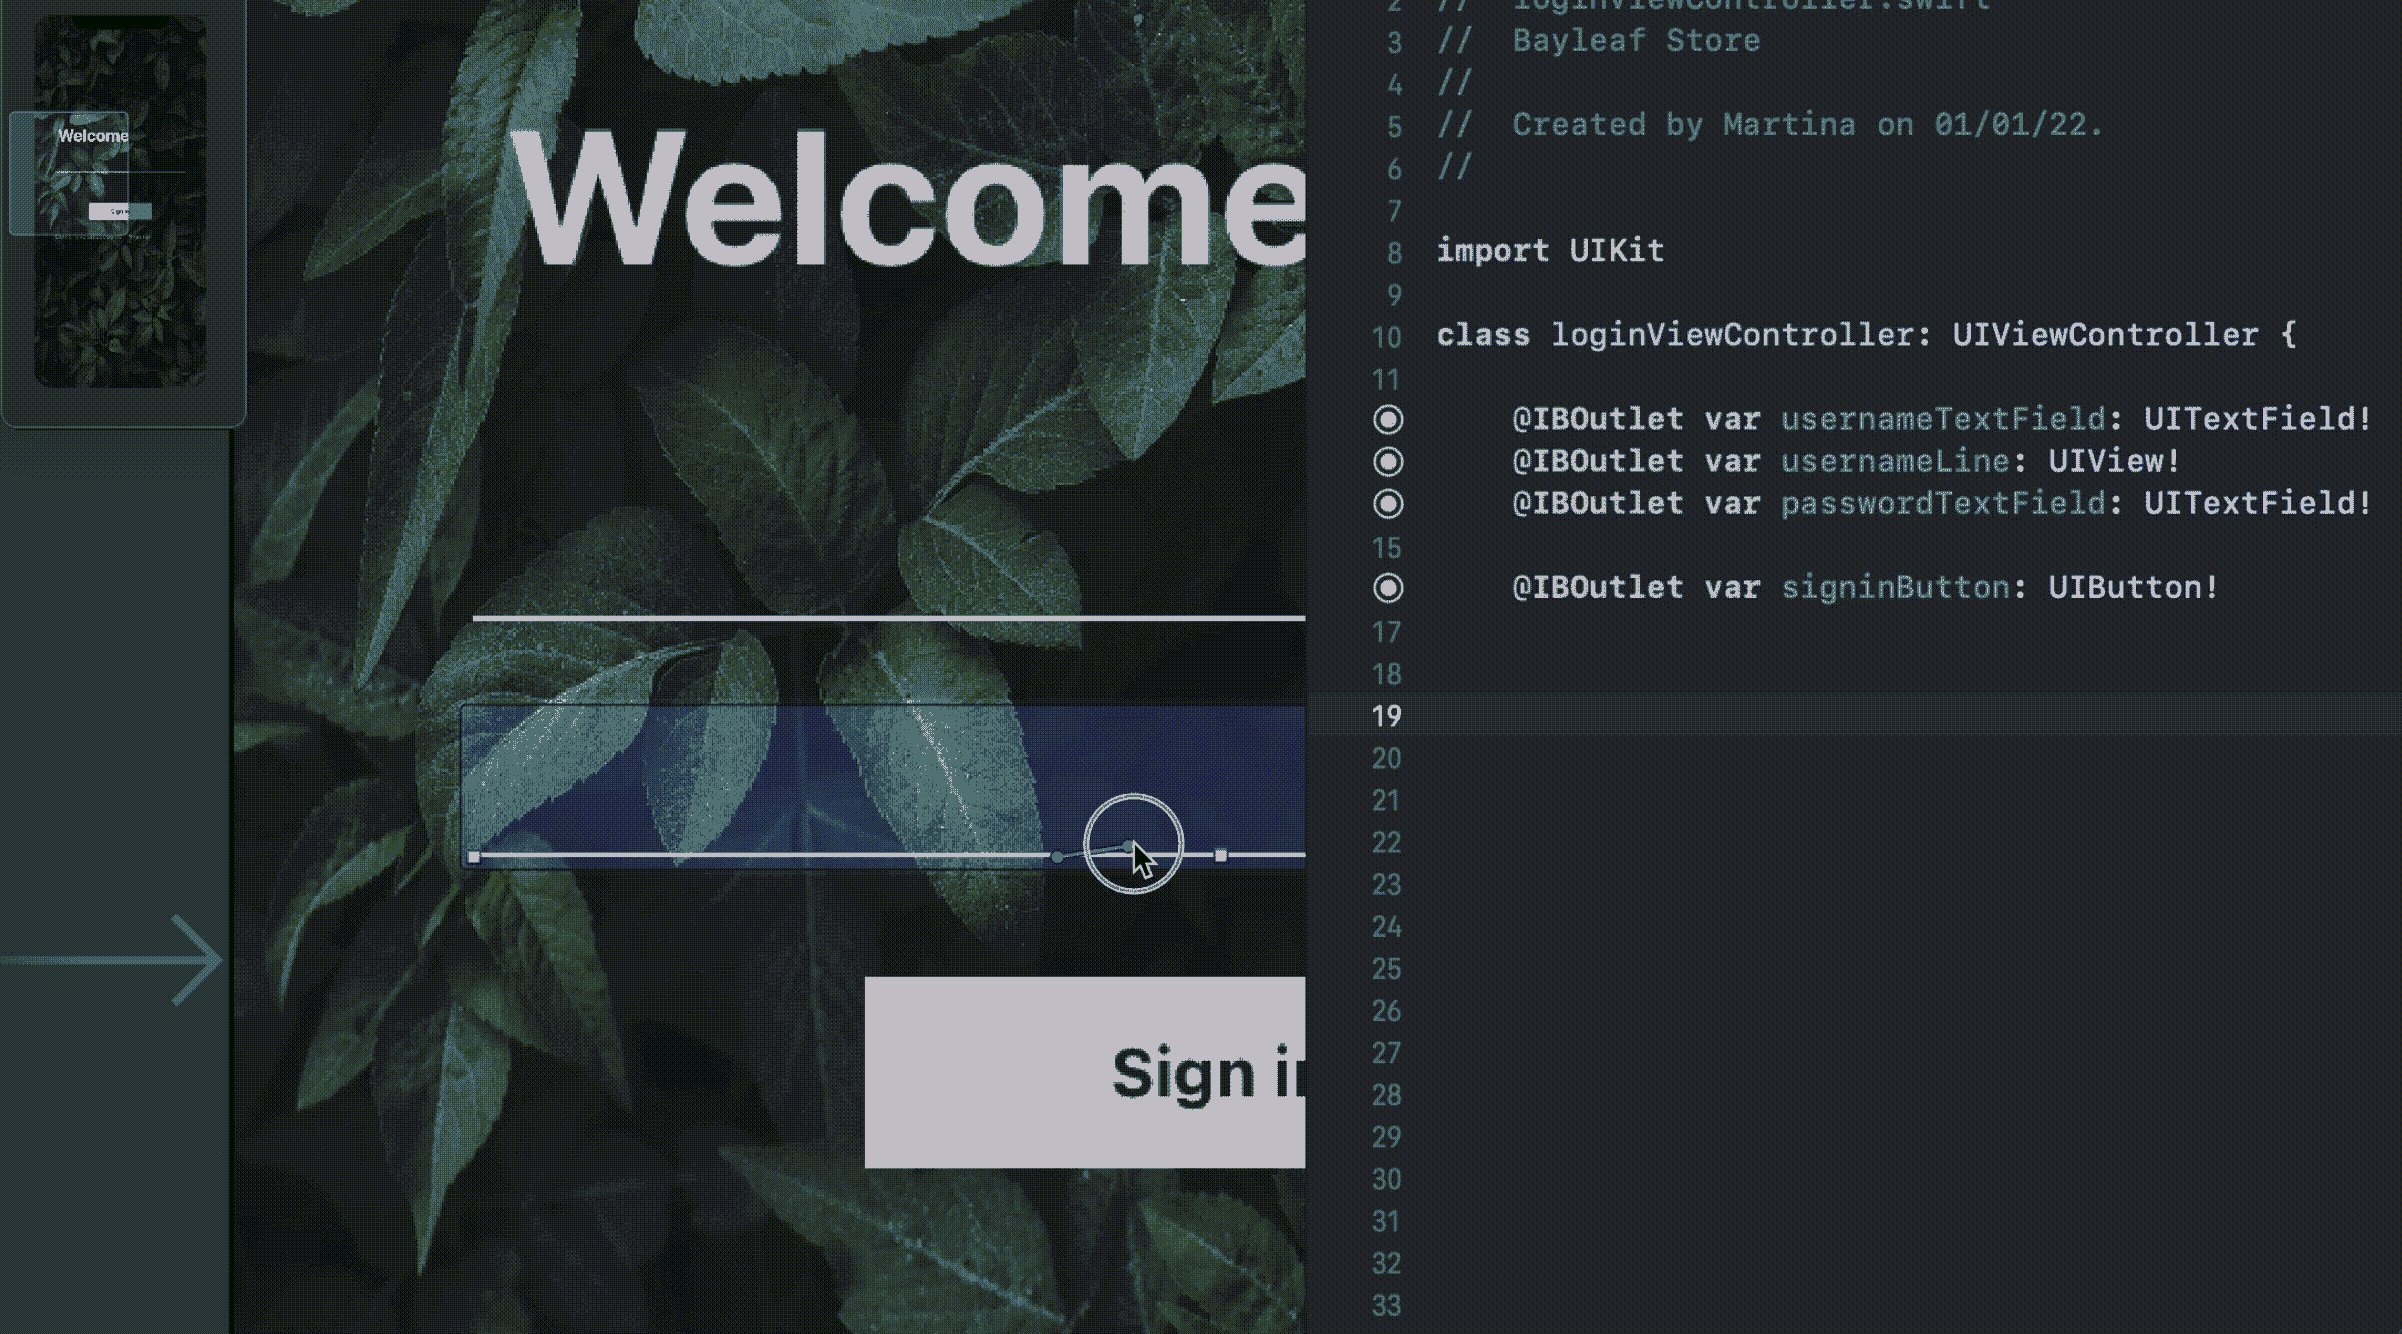 Welcome
Sign in
Welcome
Sign i
2 // loginViewController.swift
3 // Bayleaf Store
4 //
5 // Created by Martina on 01/01/22.
6 //
7
8 import UIKit
9
10 class loginViewController: UIViewController {
11
@IBOutlet var usernameTextField: UITextField!
@IBOutlet var usernameLine: UIView!
@IBOutlet var passwordTextField: UITextField!
15
@IBOutlet var signinButton: UIButton!
17
18
19
20
21
22
23
24
25
26
27
28
29
30
31
32
33